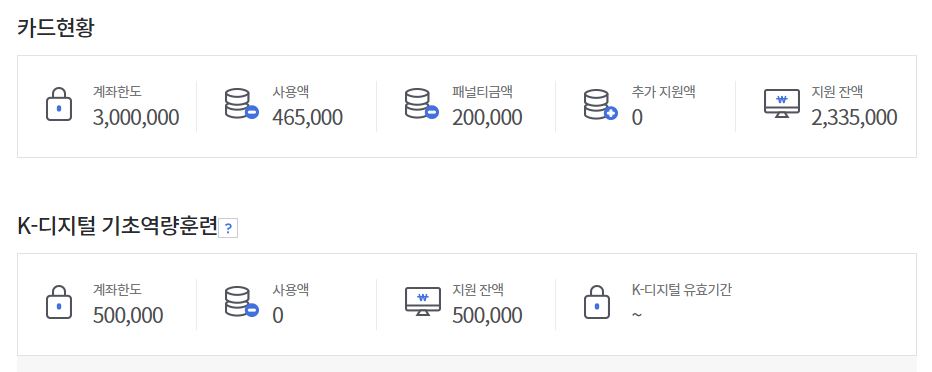 카드현황
계좌한도
3,000,000
사용액
465,000
패널티금액
200,000
추가 지원액
0
지원 잔액
2,335,000
K-디지털 기초역량훈련 ?
계좌한도
500,000
사용액
0
지원 잔액
500,000
K-디지털 유효기간
~